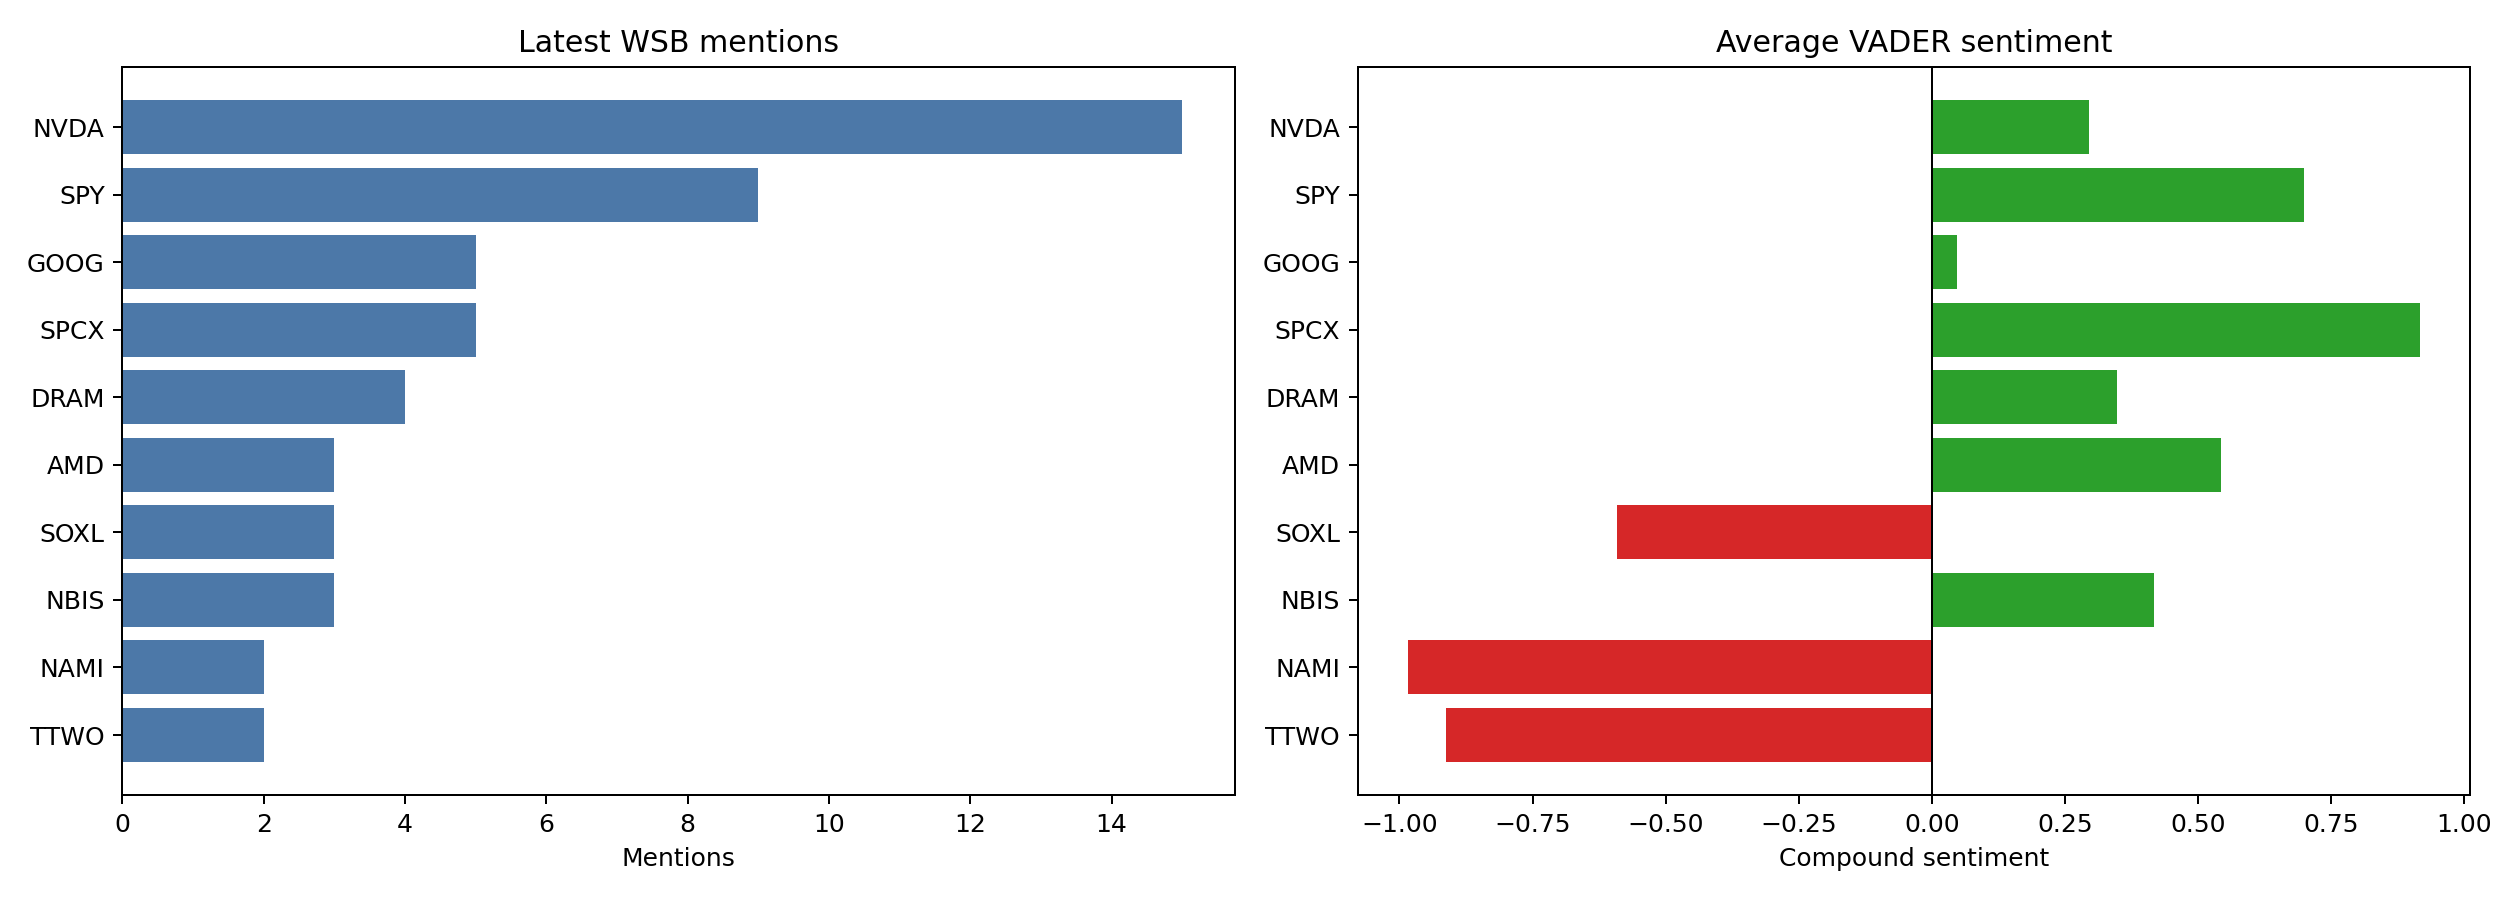 Latest WSB mentions
NVDA
SPY
GOOG
SPCX
DRAM
AMD
SOXL
NBIS
NAMI
TTWO
0 2 4 6 8 10 12 14
Mentions
Average VADER sentiment
NVDA
SPY
GOOG
SPCX
DRAM
AMD
SOXL
NBIS
NAMI
TTWO
−1.00 −0.75 −0.50 −0.25 0.00 0.25 0.50 0.75 1.00
Compound sentiment